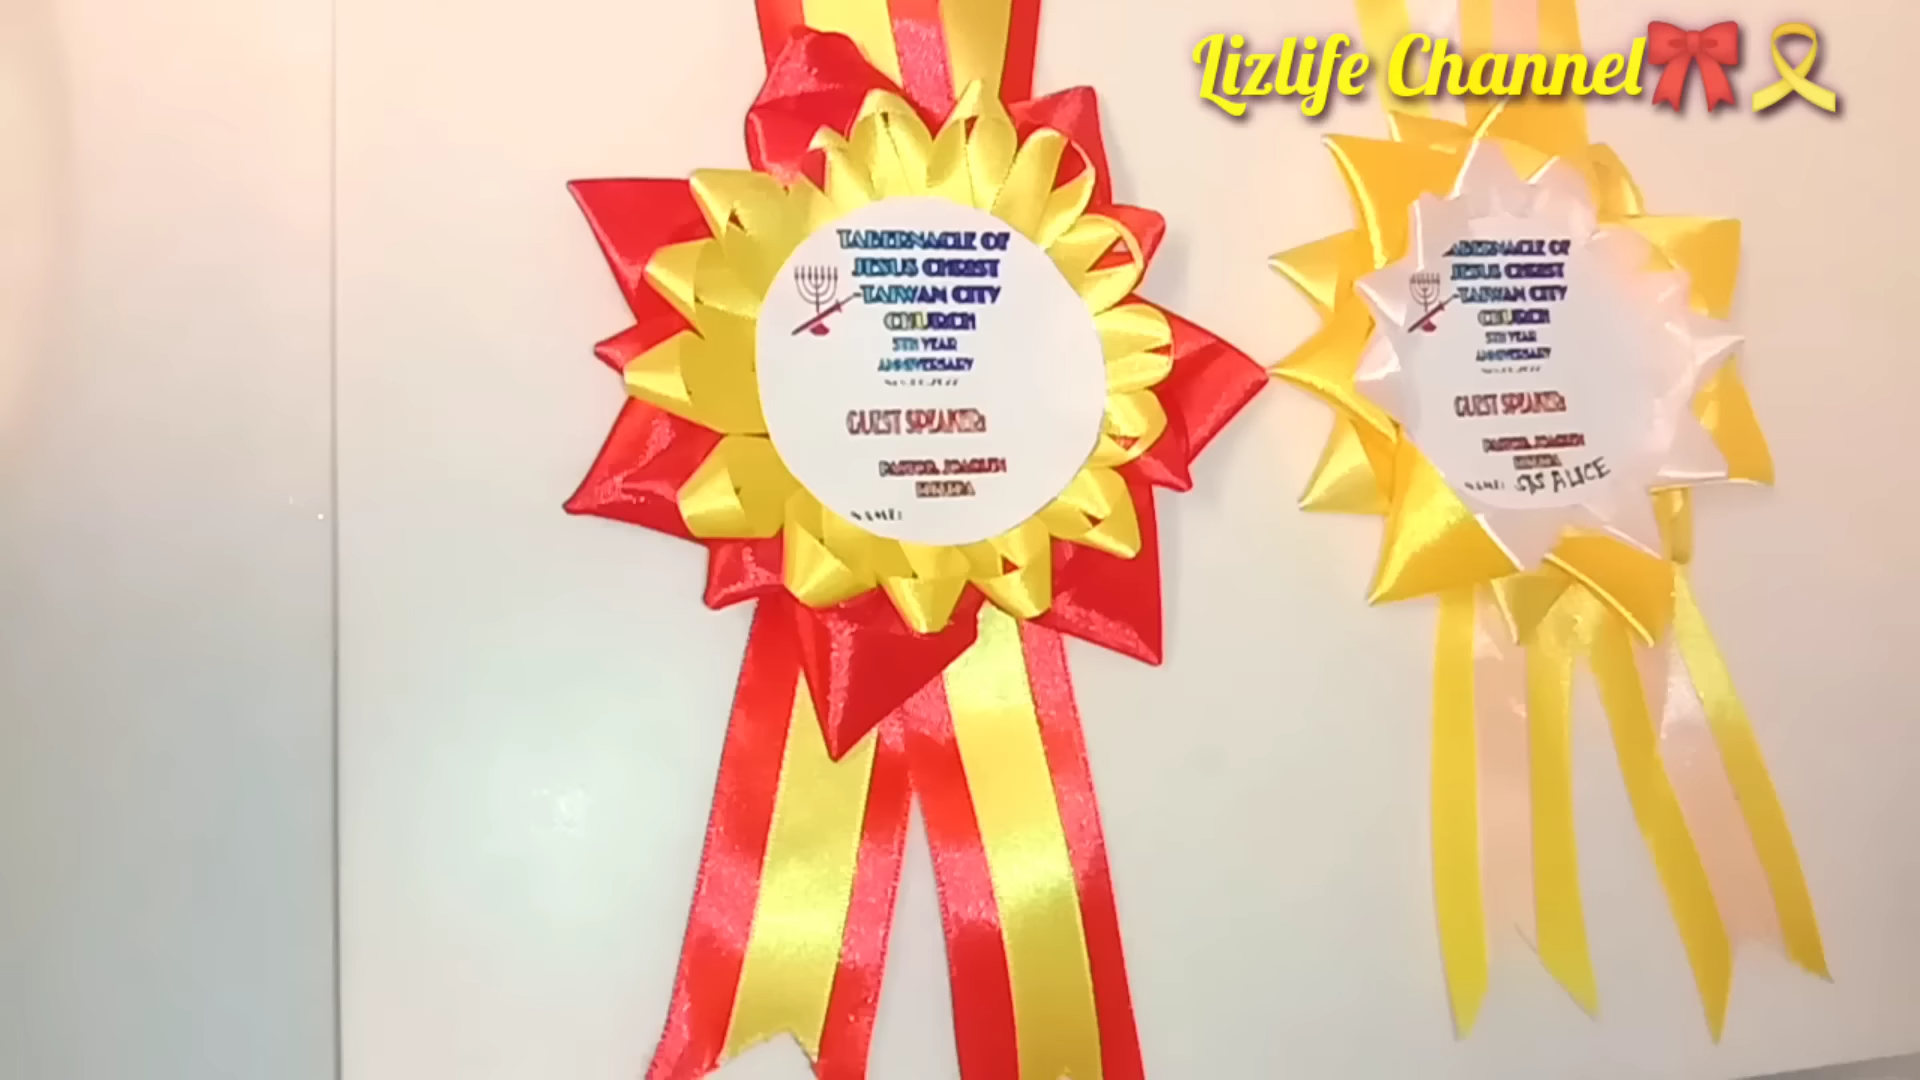 Lizlife Channel
TABERNACLE OF
JESUS CHRIST
-TAIWAN CITY
CHURCH
5TH YEAR
ANNIVERSARY
GUEST SPEAKER:
PASTOR JOAQUIN
NAME:
TABERNACLE OF
JESUS CHRIST
-TAIWAN CITY
CHURCH
5TH YEAR
ANNIVERSARY
GUEST SPEAKER:
PASTOR JOAQUIN
NAME: SIS ALICE